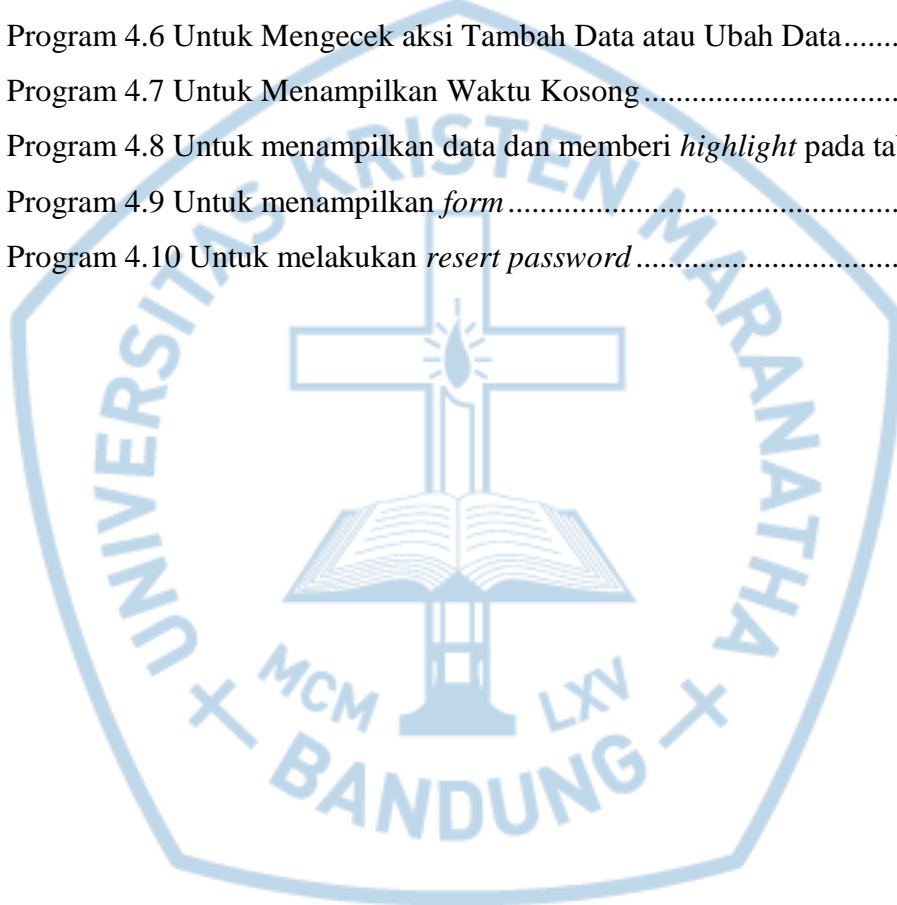 Program 4.6 Untuk Mengecek aksi Tambah Data atau Ubah Data.......
Program 4.7 Untuk Menampilkan Waktu Kosong................................
Program 4.8 Untuk menampilkan data dan memberi highlight pada
Program 4.9 Untuk menampilkan form.................................................
Program 4.10 Untuk melakukan resert password.................................
UNIVERSITAS KRISTEN MARANATHA
MCM LXV
BANDUNG